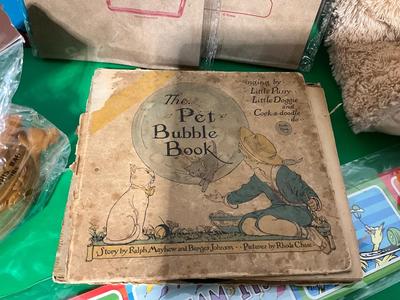 The
Pet
Bubble
Book
Singing by
Little Pussy
Little Doggie
and
Cock-a-doodle
do
Story by Ralph Mayhew and Burges Johnson -- Pictures by Rhoda Chase